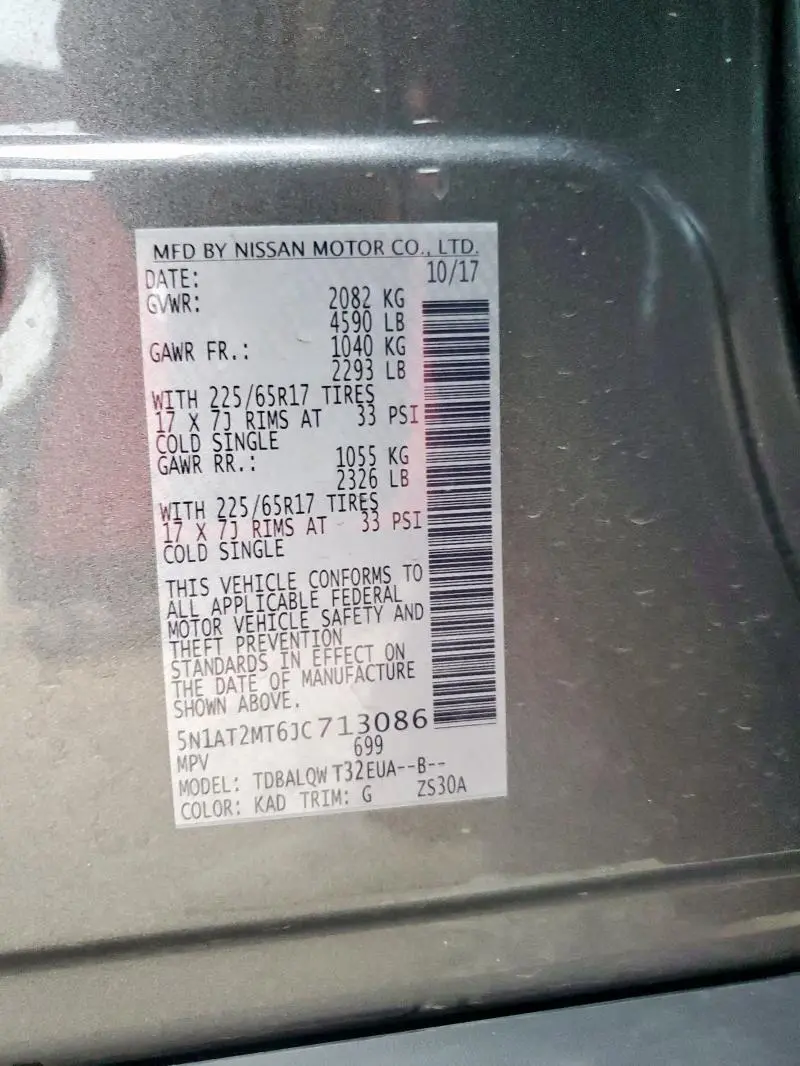 MFD BY NISSAN MOTOR CO., LTD.
DATE: 10/17
GVWR: 2082 KG
4590 LB
GAWR FR.: 1040 KG
2293 LB
WITH 225/65R17 TIRES
17 X 7J RIMS AT 33 PSI
COLD SINGLE
GAWR RR.: 1055 KG
2326 LB
WITH 225/65R17 TIRES
17 X 7J RIMS AT 33 PSI
COLD SINGLE
THIS VEHICLE CONFORMS TO
ALL APPLICABLE FEDERAL
MOTOR VEHICLE SAFETY AND
THEFT PREVENTION
STANDARDS IN EFFECT ON
THE DATE OF MANUFACTURE
SHOWN ABOVE.
5N1AT2MT6JC713086
MPV 699
MODEL: TDBALQW T32EUA--B--
COLOR: KAD TRIM: G ZS30A